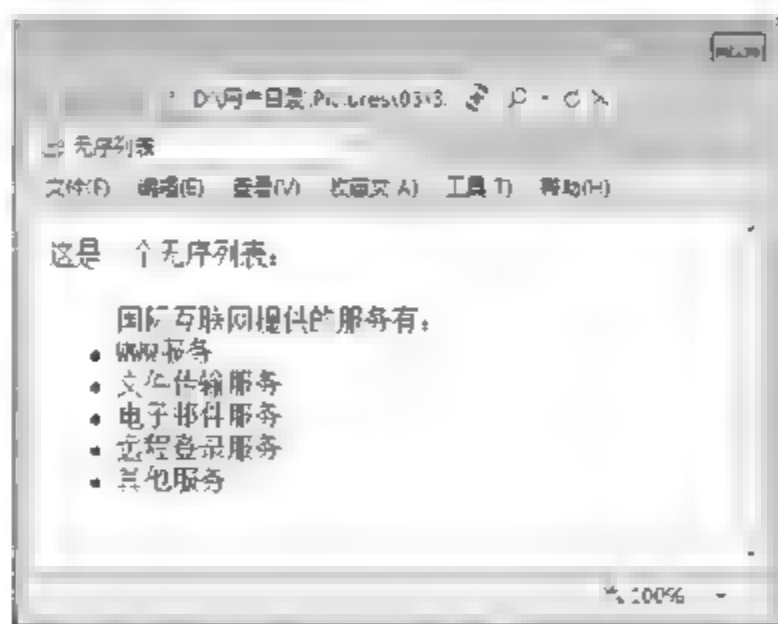 D:\网页目录\Pictures\03\3.
无序列表
文件(F) 编辑(E) 查看(V) 收藏夹(A) 工具(T) 帮助(H)
这是 个无序列表：
国际互联网提供的服务有：
• WWW服务
• 文件传输服务
• 电子邮件服务
• 远程登录服务
• 其他服务
100%